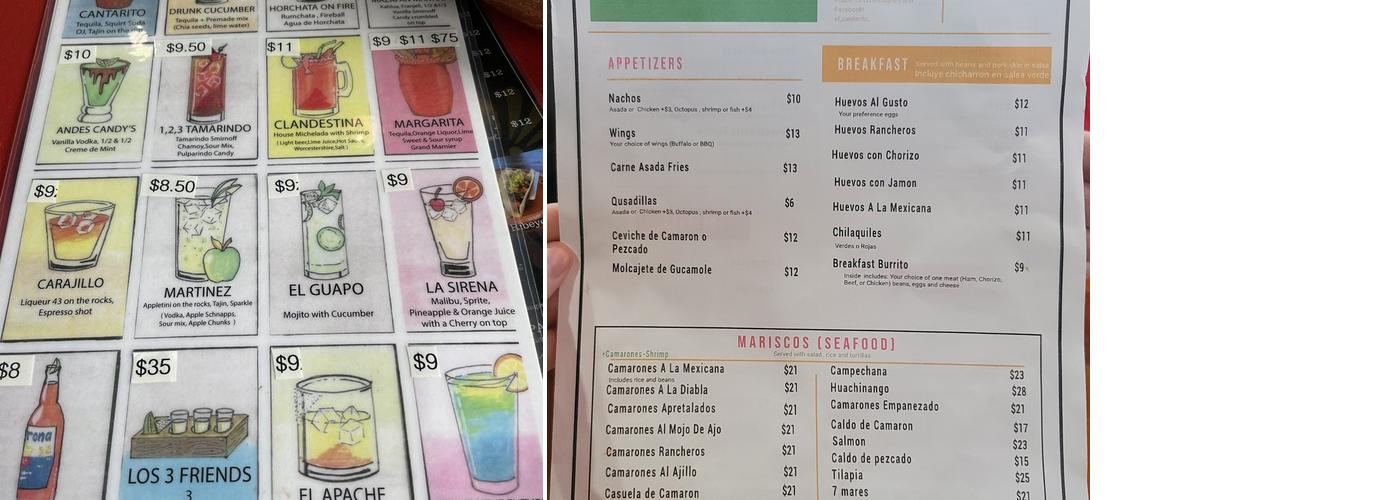 CANTARITO
Tequila, Squirt Soda
OJ, Tajin on the
DRUNK CUCUMBER
Tequila + Premade mix
(Chia seeds, lime water)
HORCHATA ON FIRE
Rumchata , Fireball
Agua de Horchata
Vanilla Smirnoff
Candy crumbled
on top
$10
ANDES CANDY'S
Vanilla Vodka, 1/2 & 1/2
Creme de Mint
$9.50
1,2,3 TAMARINDO
Tamarindo Smirnoff
Chamoy,Sour Mix,
Pulparindo Candy
$11
CLANDESTINA
House Michelada with Shrimp
( Light beer,Lime Juice,Hot Sauce,
Worcestershire,Salt )
$9 $11 $75
MARGARITA
Tequila,Orange Liquor,Lime
Sweet & Sour syrup
Grand Marnier
$12
$12
$12
$9
CARAJILLO
Liqueur 43 on the rocks,
Espresso shot
$8.50
MARTINEZ
Appletini on the rocks, Tajin, Sparkle
( Vodka, Apple Schnapps,
Sour mix, Apple Chunks )
$9
EL GUAPO
Mojito with Cucumber
$9
LA SIRENA
Malibu, Sprite,
Pineapple & Orange Juice
with a Cherry on top
Ribeye
$8
rona
$35
LOS 3 FRIENDS
3
$9
EL APACHE
$9
APPETIZERS
Nachos $10
Asada or Chicken +$3, Octopus , shrimp or fish +$4
Wings $13
Your choice of wings (Buffalo or BBQ)
Carne Asada Fries $13
Qusadillas $6
Asada or Chicken +$3, Octopus , shrimp or fish +$4
Ceviche de Camaron o $12
Pezcado
Molcajete de Gucamole $12
BREAKFAST Served with beans and pork skin in salsa
Incluye chicharron en salsa verde
Huevos Al Gusto $12
Your preference eggs
Huevos Rancheros $11
Huevos con Chorizo $11
Huevos con Jamon $11
Huevos A La Mexicana $11
Chilaquiles $11
Verdes o Rojas
Breakfast Burrito $9
Inside includes: Your choice of one meat (Ham, Chorizo,
Beef, or Chicken) beans, eggs and cheese
MARISCOS (SEAFOOD)
Served with salad , rice and tortillas
*Camarones-Shrimp
Camarones A La Mexicana $21
Includes rice and beans
Camarones A La Diabla $21
Camarones Apretalados $21
Camarones Al Mojo De Ajo $21
Camarones Rancheros $21
Camarones Al Ajillo $21
Casuela de Camaron $21
Campechana $23
Huachinango $28
Camarones Empanezado $21
Caldo de Camaron $17
Salmon $23
Caldo de pezcado $15
Tilapia $25
7 mares $21